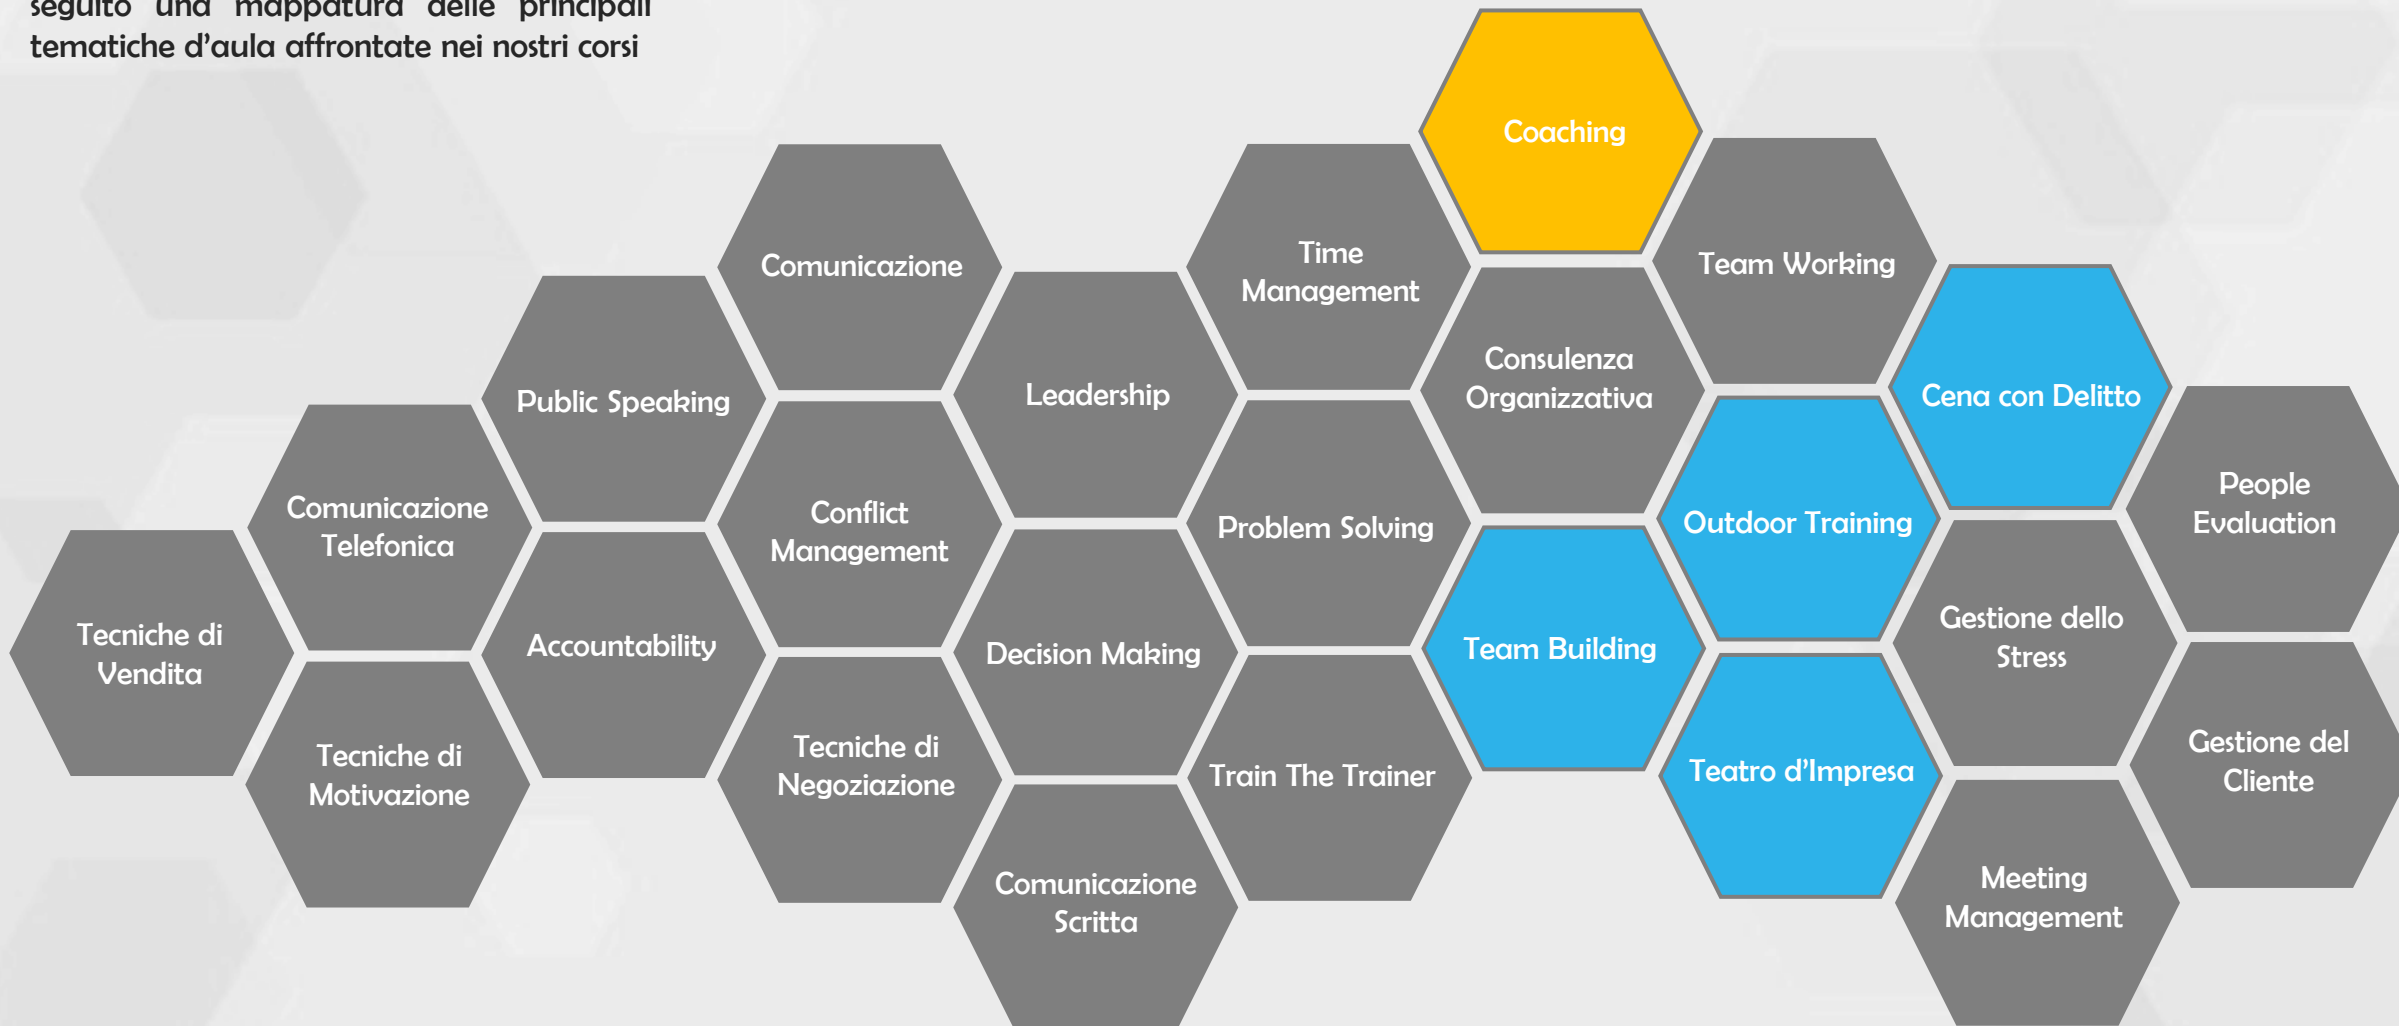 seguito una mappatura delle principali
tematiche d'aula affrontate nei nostri corsi
Coaching
Comunicazione
Time
Management
Team Working
Public Speaking
Leadership
Consulenza
Organizzativa
Cena con Delitto
Comunicazione
Telefonica
Conflict
Management
Problem Solving
Outdoor Training
People
Evaluation
Tecniche di
Vendita
Accountability
Decision Making
Team Building
Gestione dello
Stress
Tecniche di
Motivazione
Tecniche di
Negoziazione
Train The Trainer
Teatro d'Impresa
Gestione del
Cliente
Comunicazione
Scritta
Meeting
Management